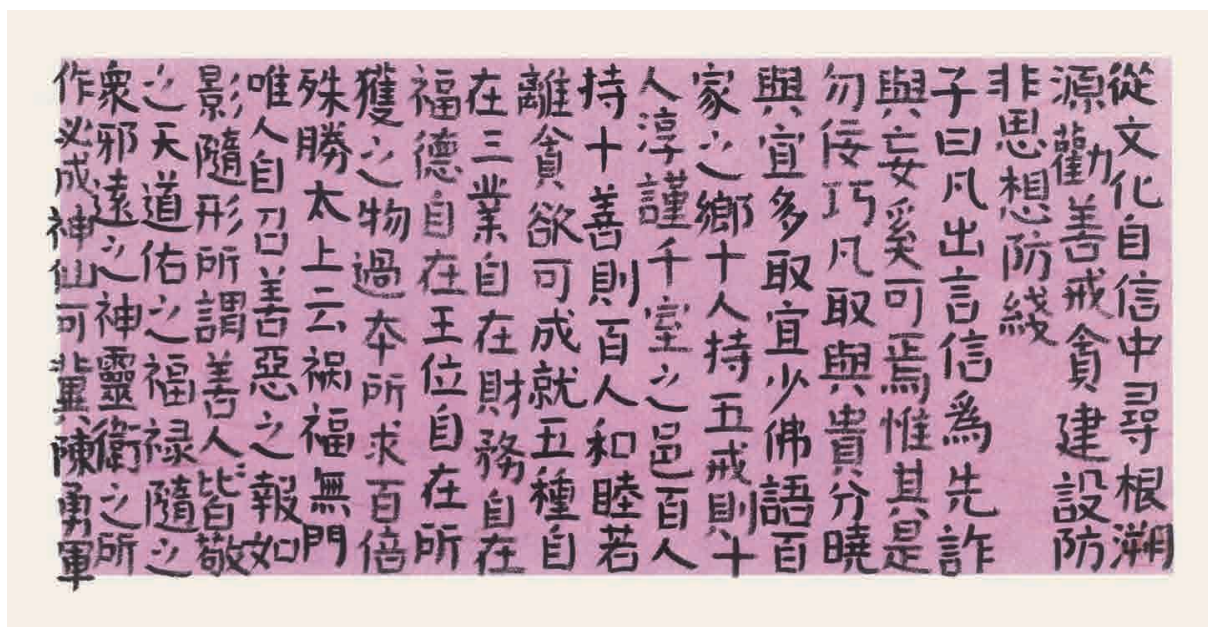 從文化自信中尋根溯
源勸善戒貪建設防
非思想防綫
子曰凡出言信爲先詐
與妄奚可焉惟其是
勿佞巧凡取與貴分曉
與宜多取宜少佛語百
家之鄉十人持五戒則十
人淳謹千室之邑百人
持十善則百人和睦若
離貪欲可成就五種自
在三業自在財務自在
福德自在王位自在所
獲之物過本所求百倍
殊勝太上云禍福無門
唯人自召善惡之報如
影隨形所謂善人皆敬
之天道佑之福禄隨之
衆邪遠之神靈衛之所
作必成神仙可冀陳勇軍